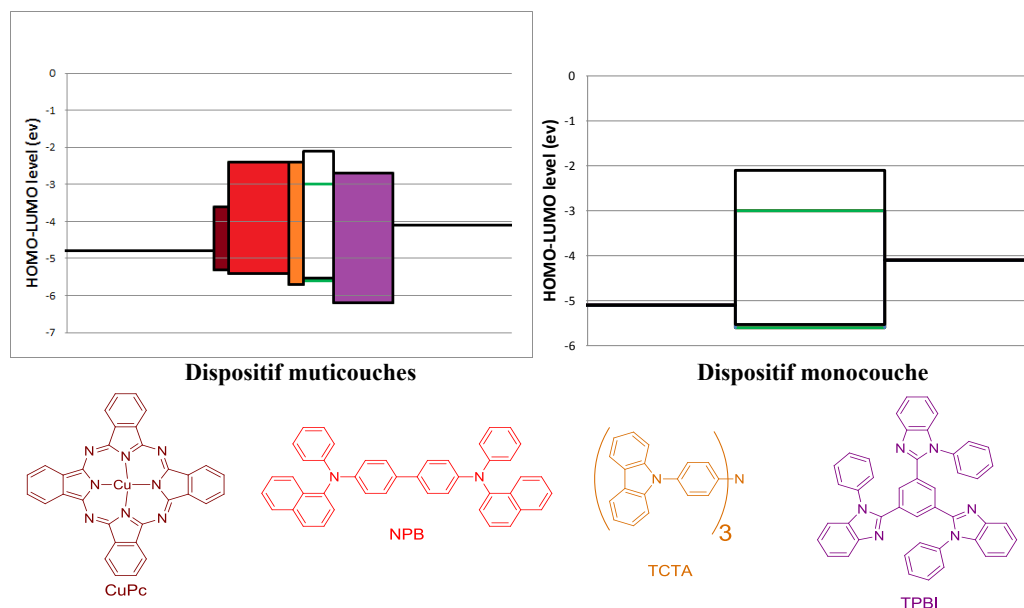 HOMO-LUMO level (ev)
0
-1
-2
-3
-4
-5
-6
-7
HOMO-LUMO level (ev)
0
-1
-2
-3
-4
-5
-6
Dispositif muticouches
Dispositif monocouche
N
N
N
N
N
Cu
N
N
N
CuPc
N
N
NPB
N
N
3
TCTA
N
N
N
N
N
N
TPBI